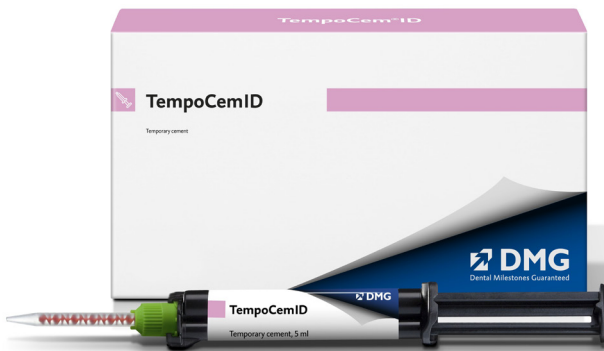 TempoCem®ID
TempoCemID
Temporary cement
DMG
Dental Milestones Guaranteed
DMG
TempoCemID
Temporary cement, 5 ml